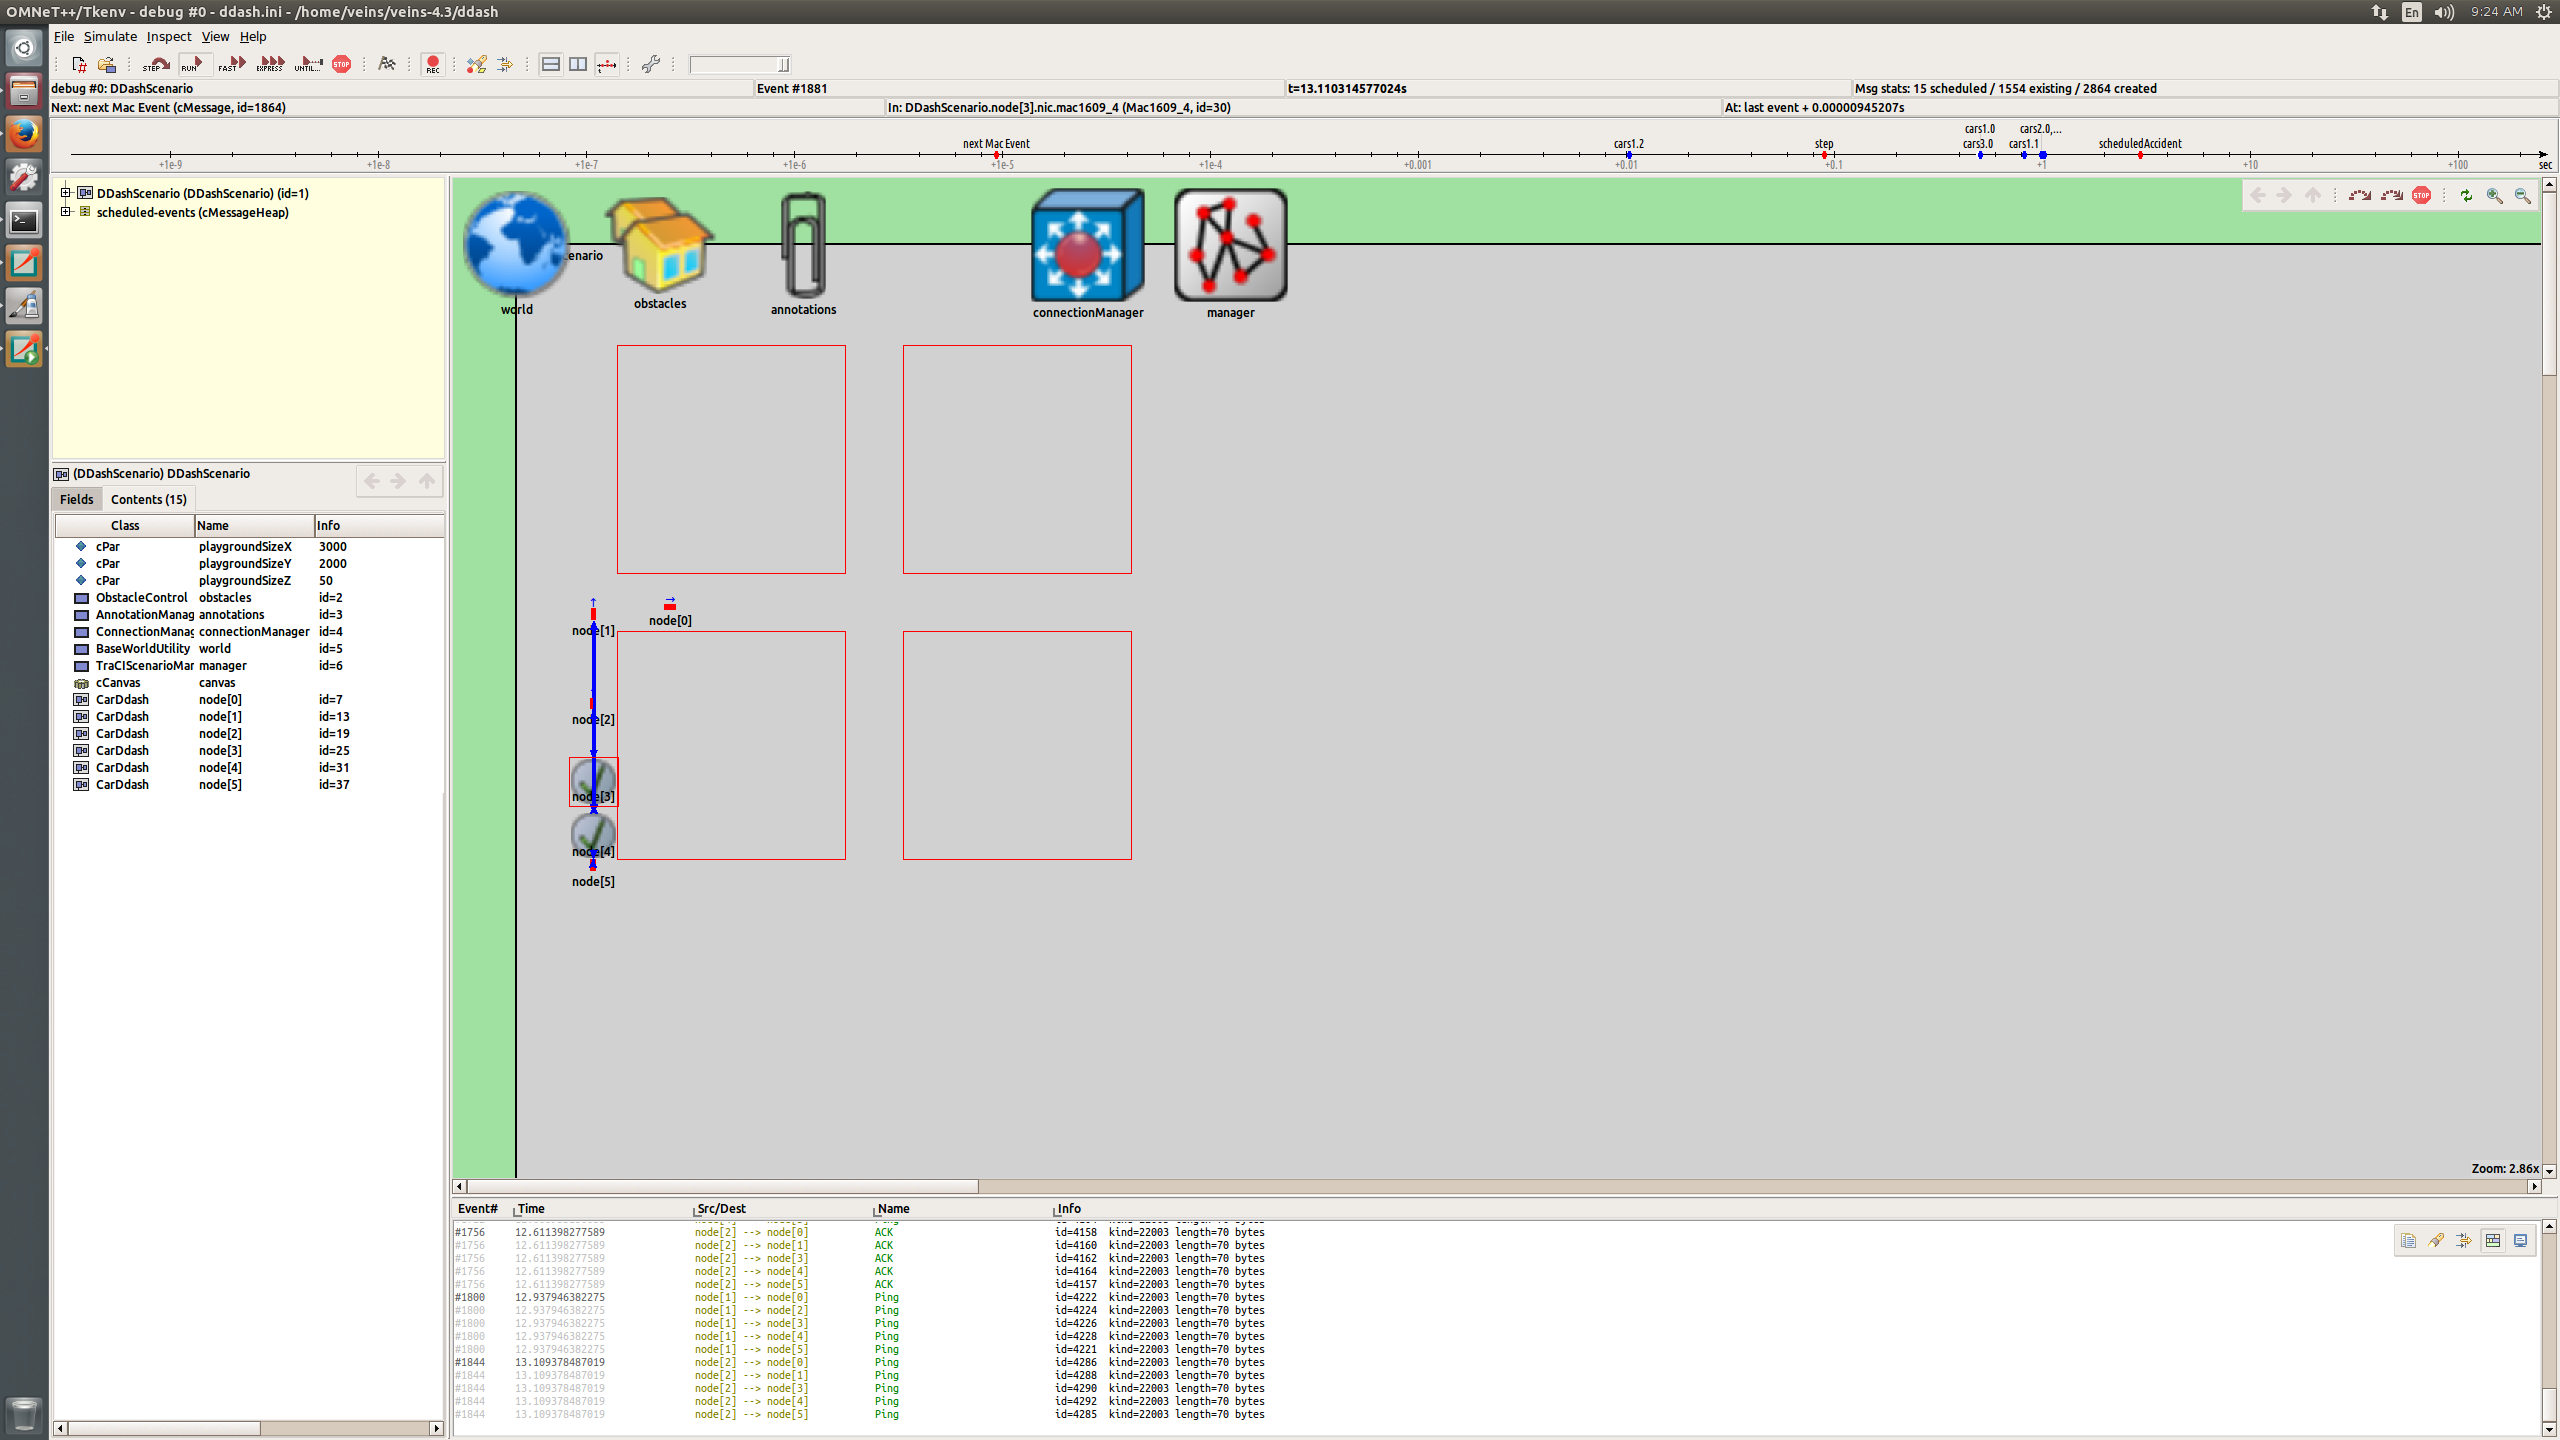 OMNeT++/Tkenv - debug #0 - ddash.ini - /home/veins/veins-4.3/ddash
En 9:24 AM
File Simulate Inspect View Help
STEP RUN FAST EXPRESS UNTIL... STOP REC
debug #0: DDashScenario Event #1881 t=13.110314577024s Msg stats: 15 scheduled / 1554 existing / 2864 created
Next: next Mac Event (cMessage, id=1864) In: DDashScenario.node[3].nic.mac1609_4 (Mac1609_4, id=30) At: last event + 0.00000945207s
cars1.0 cars2.0,...
next Mac Event cars1.2 step cars3.0 cars1.1 scheduledAccident
+1e-9 +1e-8 +1e-7 +1e-6 +1e-5 +1e-4 +0.001 +0.01 +0.1 +1 +10 +100 sec
DDashScenario (DDashScenario) (id=1)
scheduled-events (cMessageHeap)
STOP
enario
world obstacles annotations connectionManager manager
(DDashScenario) DDashScenario
Fields Contents (15)
Class Name Info
cPar playgroundSizeX 3000
cPar playgroundSizeY 2000
cPar playgroundSizeZ 50
ObstacleControl obstacles id=2
AnnotationManag annotations id=3
ConnectionManag connectionManager id=4
BaseWorldUtility world id=5
TraCIScenarioMar manager id=6
cCanvas canvas
CarDdash node[0] id=7
CarDdash node[1] id=13
CarDdash node[2] id=19
CarDdash node[3] id=25
CarDdash node[4] id=31
CarDdash node[5] id=37
node[0]
node[1]
node[2]
node[3]
node[4]
node[5]
Zoom: 2.86x
Event# Time Src/Dest Name Info
#1756 12.611398277589 node[2] --> node[0] ACK id=4158 kind=22003 length=70 bytes
#1756 12.611398277589 node[2] --> node[1] ACK id=4160 kind=22003 length=70 bytes
#1756 12.611398277589 node[2] --> node[3] ACK id=4162 kind=22003 length=70 bytes
#1756 12.611398277589 node[2] --> node[4] ACK id=4164 kind=22003 length=70 bytes
#1756 12.611398277589 node[2] --> node[5] ACK id=4157 kind=22003 length=70 bytes
#1800 12.937946382275 node[1] --> node[0] Ping id=4222 kind=22003 length=70 bytes
#1800 12.937946382275 node[1] --> node[2] Ping id=4224 kind=22003 length=70 bytes
#1800 12.937946382275 node[1] --> node[3] Ping id=4226 kind=22003 length=70 bytes
#1800 12.937946382275 node[1] --> node[4] Ping id=4228 kind=22003 length=70 bytes
#1800 12.937946382275 node[1] --> node[5] Ping id=4221 kind=22003 length=70 bytes
#1844 13.109378487019 node[2] --> node[0] Ping id=4286 kind=22003 length=70 bytes
#1844 13.109378487019 node[2] --> node[1] Ping id=4288 kind=22003 length=70 bytes
#1844 13.109378487019 node[2] --> node[3] Ping id=4290 kind=22003 length=70 bytes
#1844 13.109378487019 node[2] --> node[4] Ping id=4292 kind=22003 length=70 bytes
#1844 13.109378487019 node[2] --> node[5] Ping id=4285 kind=22003 length=70 bytes